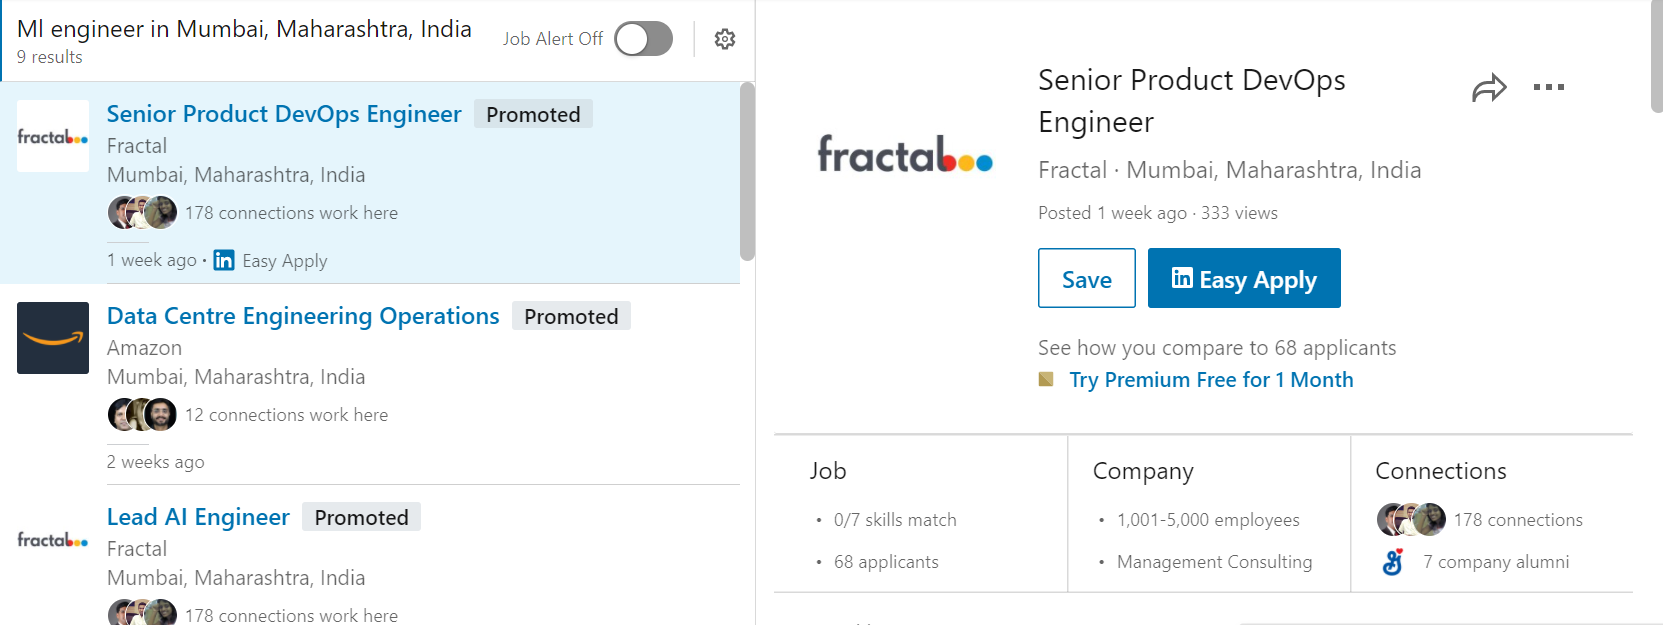 Ml engineer in Mumbai, Maharashtra, India
9 results
Job Alert Off
fractal
Senior Product DevOps Engineer Promoted
Fractal
Mumbai, Maharashtra, India
178 connections work here
1 week ago · in Easy Apply
Data Centre Engineering Operations Promoted
Amazon
Mumbai, Maharashtra, India
12 connections work here
2 weeks ago
fractal
Lead AI Engineer Promoted
Fractal
Mumbai, Maharashtra, India
178 connections work here
fractal
Senior Product DevOps
Engineer
Fractal · Mumbai, Maharashtra, India
Posted 1 week ago · 333 views
Save
in Easy Apply
See how you compare to 68 applicants
Try Premium Free for 1 Month
Job
• 0/7 skills match
• 68 applicants
Company
• 1,001-5,000 employees
• Management Consulting
Connections
178 connections
7 company alumni